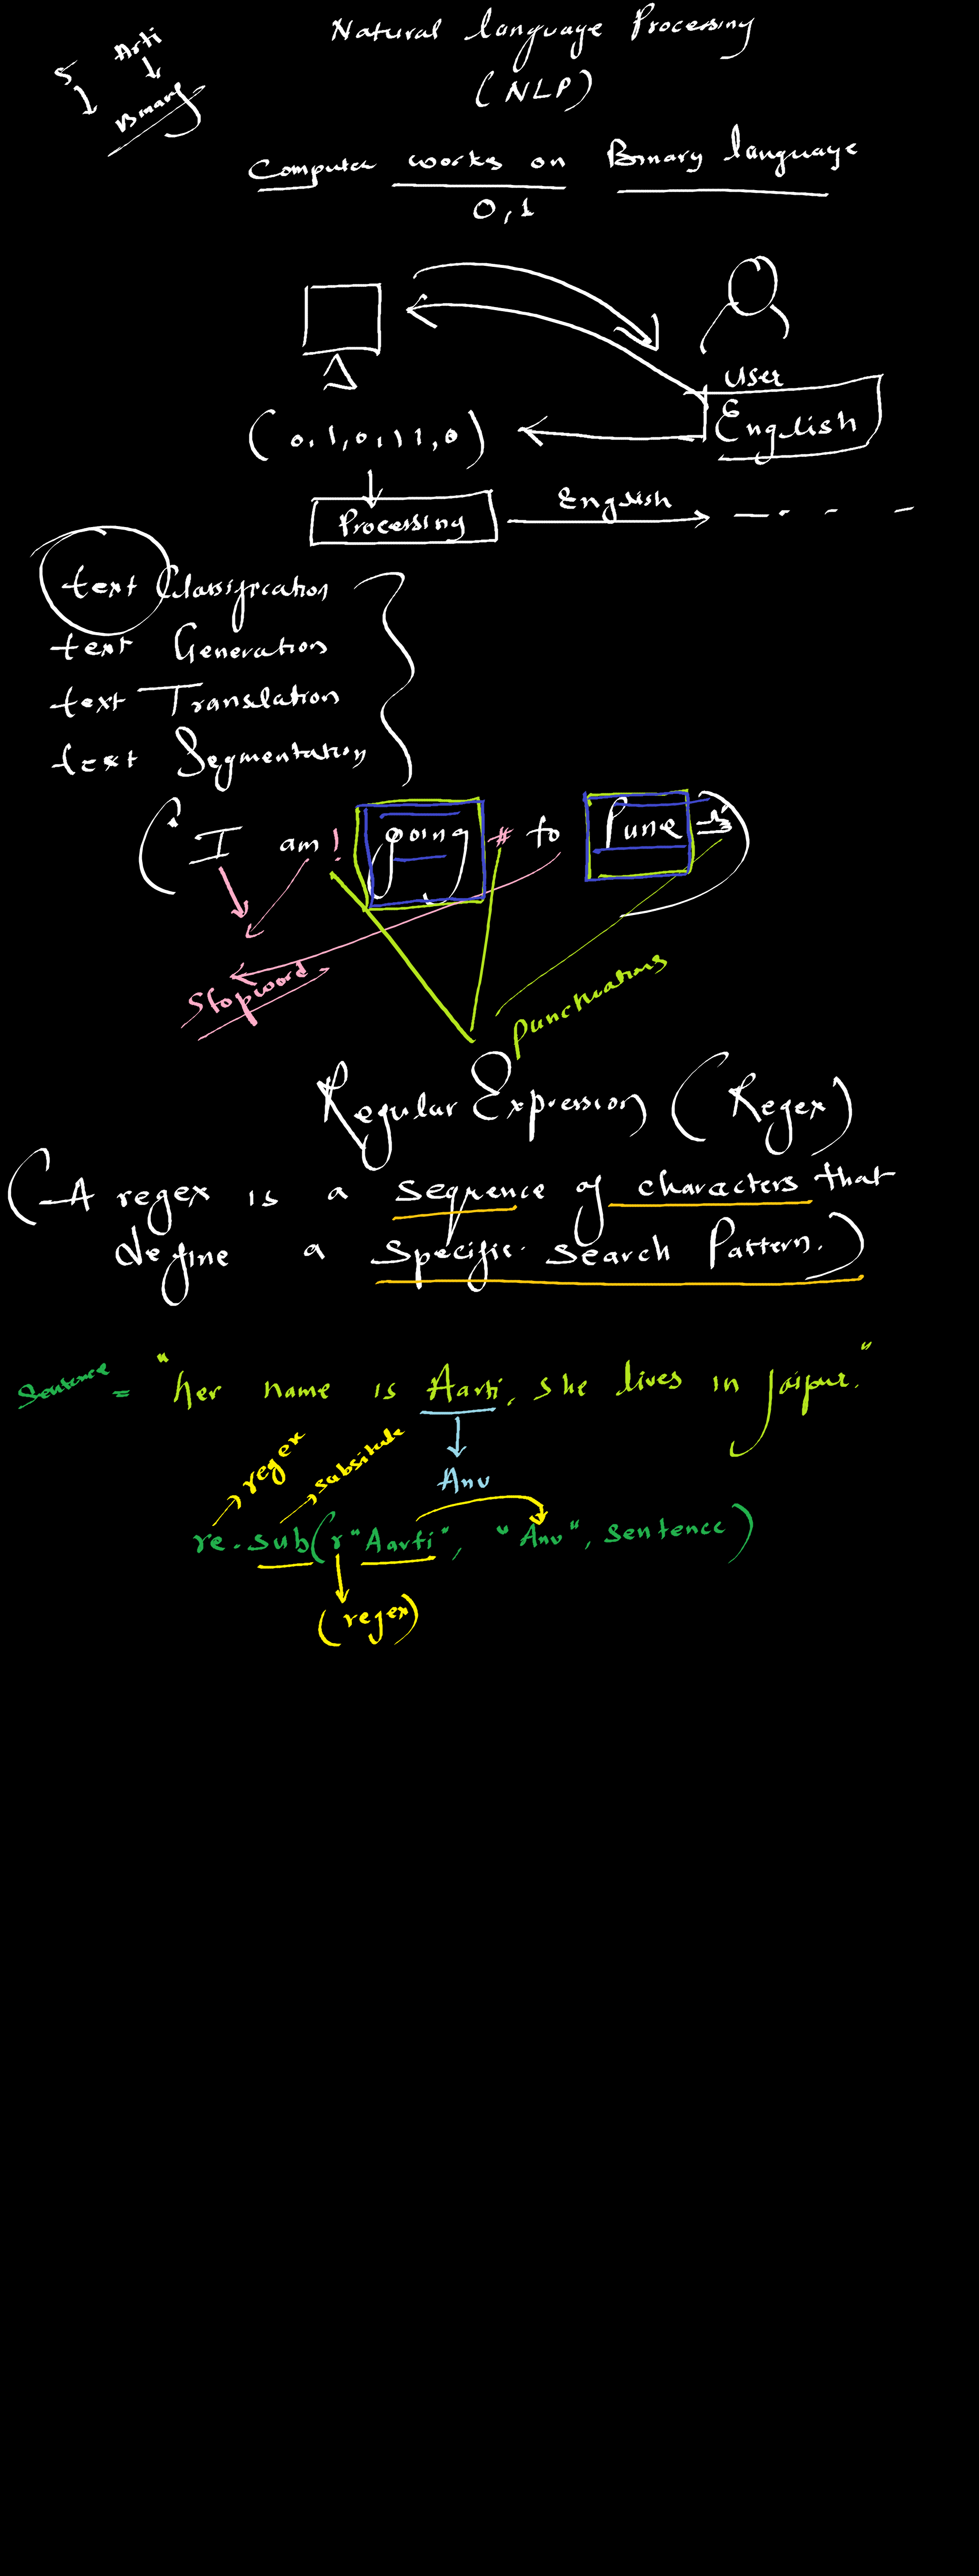 Natural language Processing
(NLP)
5 Arti
Binary
Computer works on Binary language
0,1
User
English
(0,1,0,1,1,0)
Processing English
text Classification
text Generation
text Translation
text Segmentation
(" I am ! going # to Pune
Stopword
Punctuations
Regular Expression (Regex)
(A regex is a sequence of characters that
define a specific search Pattern.)
Sentence = "her name is Aarti, she lives in jaipur."
regex subsitute
Anu
re.sub(r"Aarti", "Anu", sentence)
(regex)